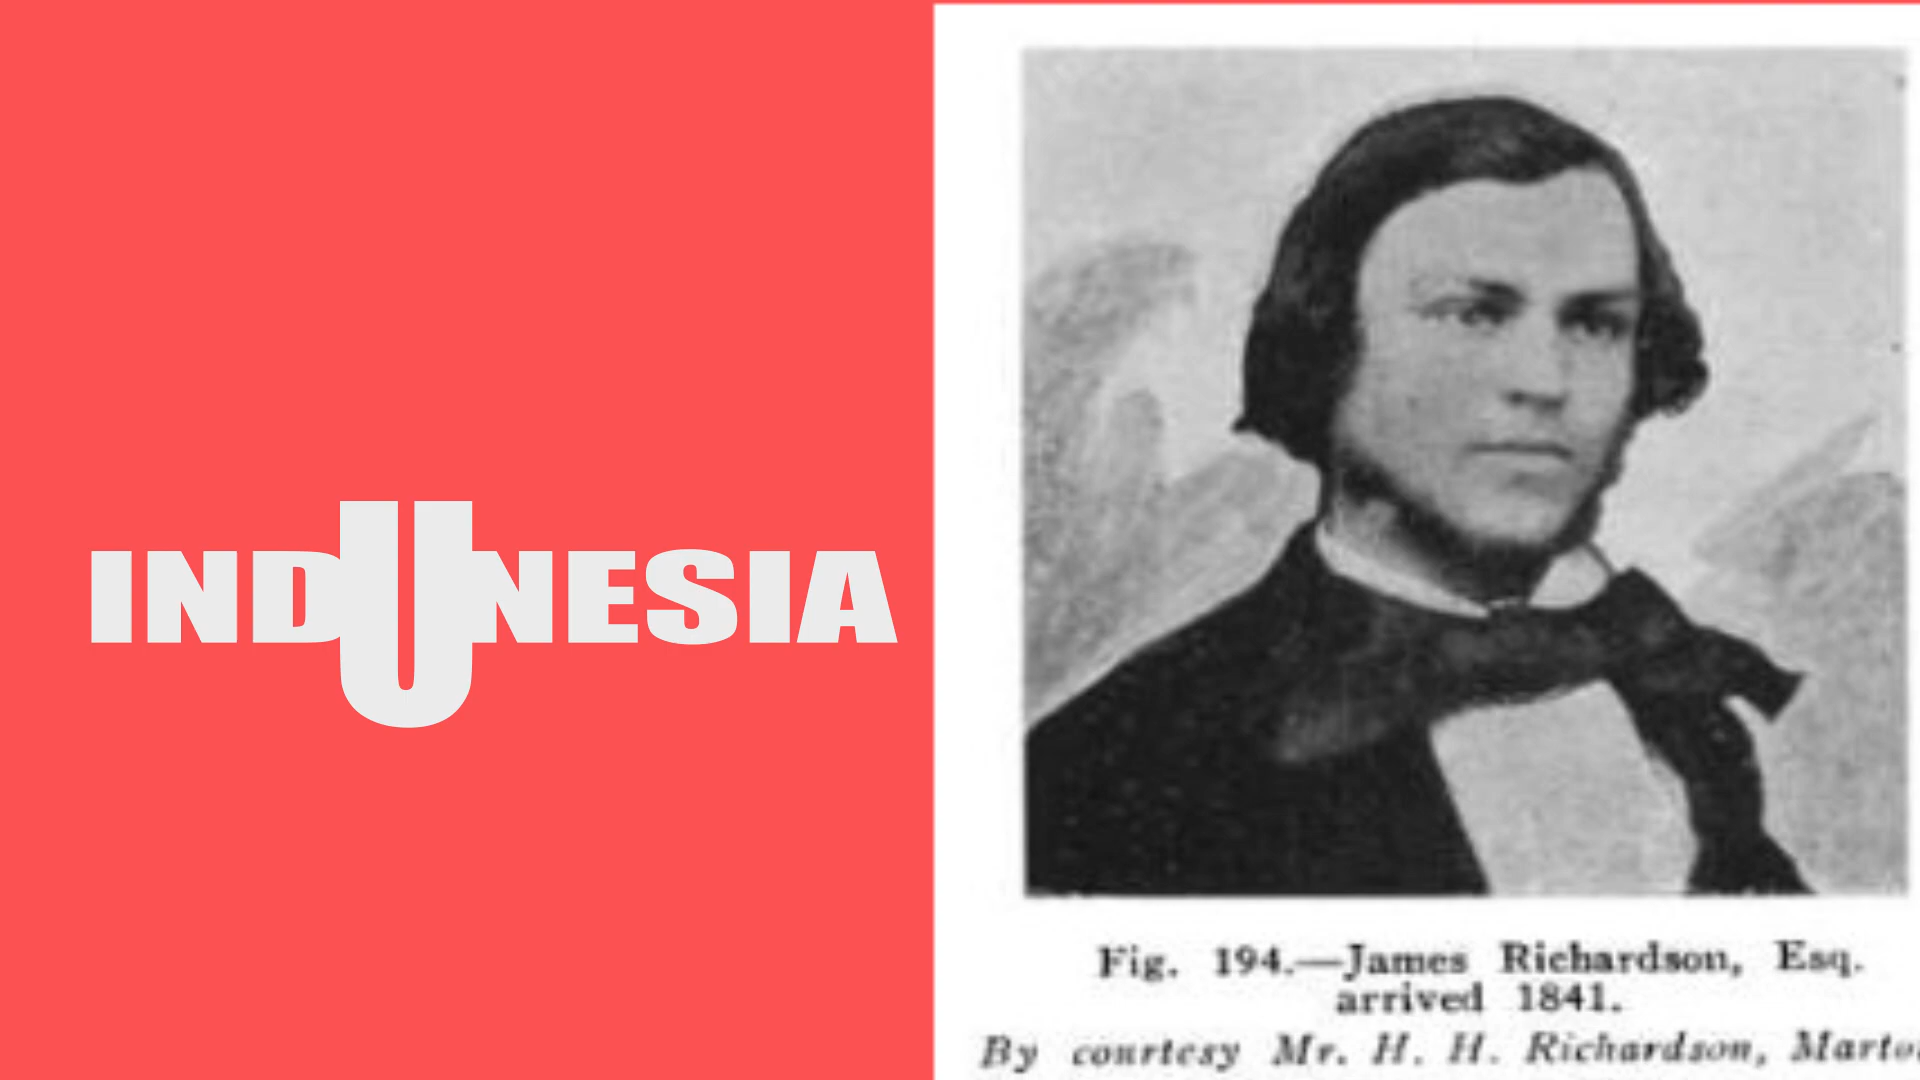 INDUNESIA
Fig. 194.—James Richardson, Esq.
arrived 1841.
By courtesy Mr. H. H. Richardson,